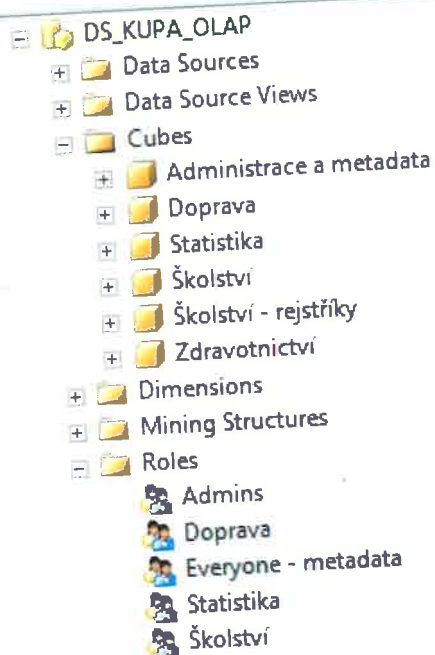 DS_KUPA_OLAP
Data Sources
Data Source Views
Cubes
Administrace a metadata
Doprava
Statistika
Školství
Školství - rejstříky
Zdravotnictví
Dimensions
Mining Structures
Roles
Admins
Doprava
Everyone - metadata
Statistika
Školství